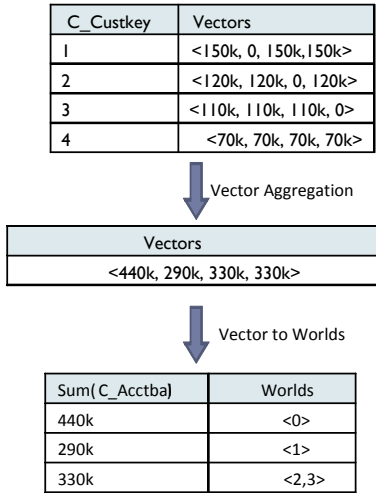 C_Custkey Vectors
1 <150k, 0, 150k,150k>
2 <120k, 120k, 0, 120k>
3 <110k, 110k, 110k, 0>
4 <70k, 70k, 70k, 70k>
Vector Aggregation
Vectors
<440k, 290k, 330k, 330k>
Vector to Worlds
Sum(C_Acctba) Worlds
440k <0>
290k <1>
330k <2,3>